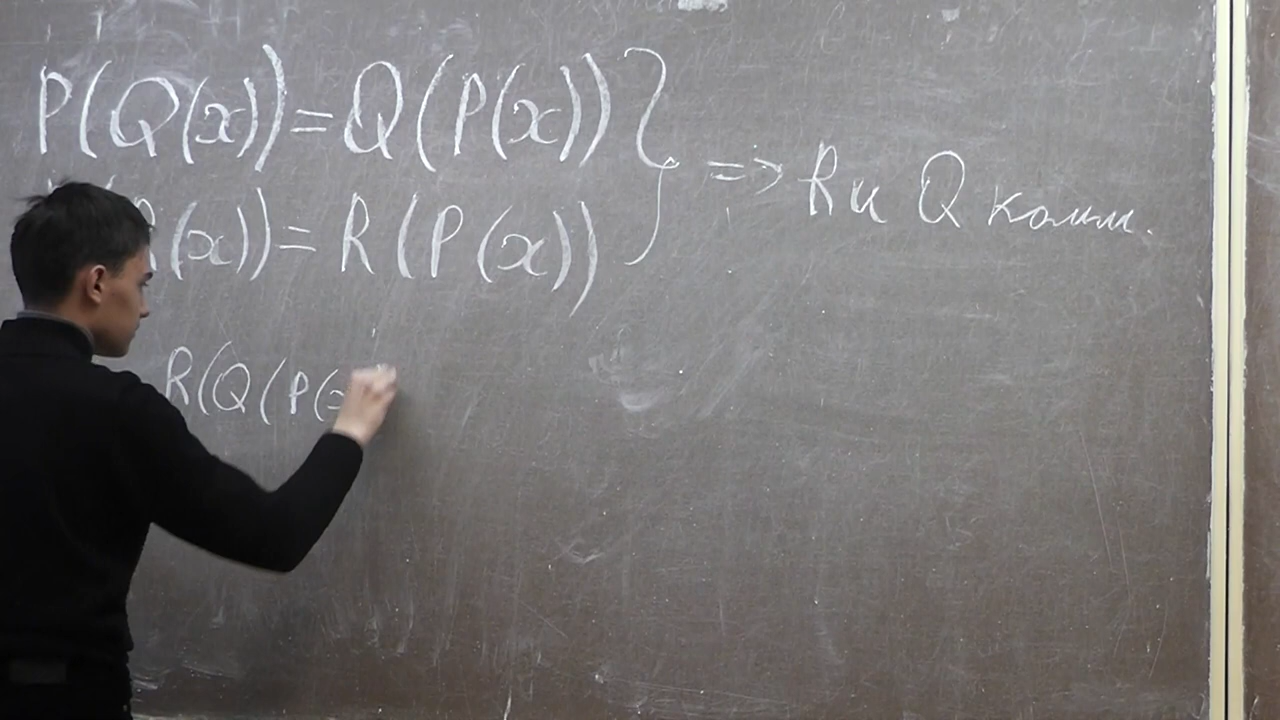 P(Q(x))=Q(P(x))
R(x))=R(P(x))
=> R и Q комм.
R(Q(P(